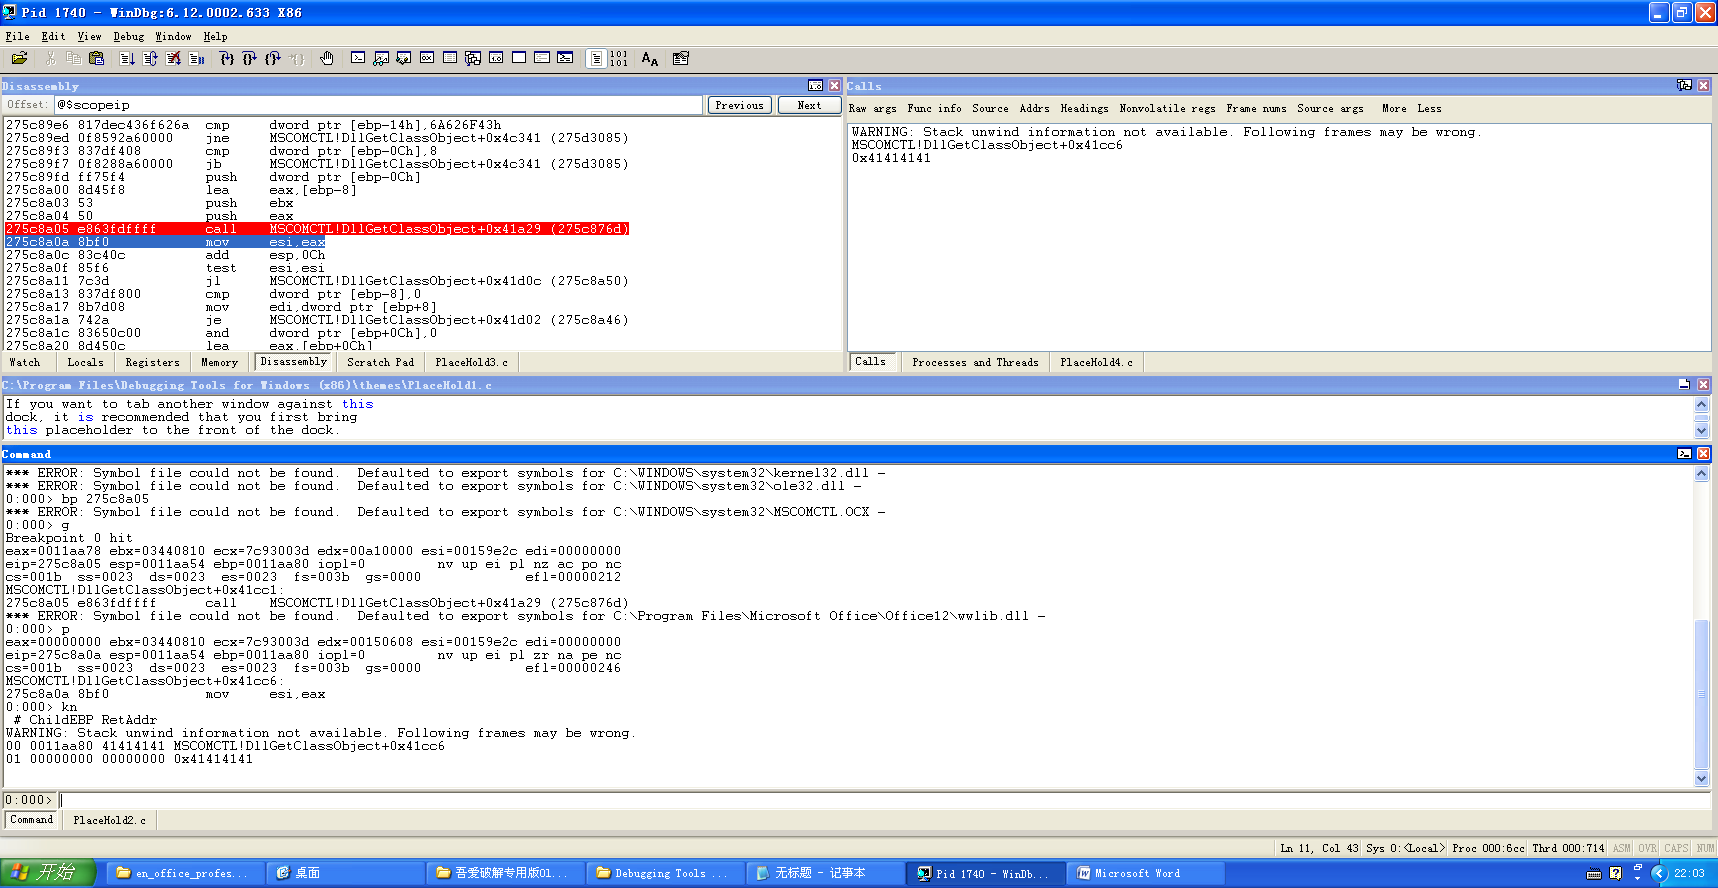 Pid 1740 - WinDbg:6.12.0002.633 X86
File Edit View Debug Window Help
Disassembly
Offset: @$scopeip Previous Next
275c89e6 817dec436f626a cmp dword ptr [ebp-14h],6A626F43h
275c89ed 0f8592a60000 jne MSCOMCTL!DllGetClassObject+0x4c341 (275d3085)
275c89f3 837df408 cmp dword ptr [ebp-0Ch],8
275c89f7 0f8288a60000 jb MSCOMCTL!DllGetClassObject+0x4c341 (275d3085)
275c89fd ff75f4 push dword ptr [ebp-0Ch]
275c8a00 8d45f8 lea eax,[ebp-8]
275c8a03 53 push ebx
275c8a04 50 push eax
275c8a05 e863fdffff call MSCOMCTL!DllGetClassObject+0x41a29 (275c876d)
275c8a0a 8bf0 mov esi,eax
275c8a0c 83c40c add esp,0Ch
275c8a0f 85f6 test esi,esi
275c8a11 7c3d jl MSCOMCTL!DllGetClassObject+0x41d0c (275c8a50)
275c8a13 837df800 cmp dword ptr [ebp-8],0
275c8a17 8b7d08 mov edi,dword ptr [ebp+8]
275c8a1a 742a je MSCOMCTL!DllGetClassObject+0x41d02 (275c8a46)
275c8a1c 83650c00 and dword ptr [ebp+0Ch],0
275c8a20 8d450c lea eax,[ebp+0Ch]
Watch Locals Registers Memory Disassembly Scratch Pad PlaceHold3.c
Calls
Raw args Func info Source Addrs Headings Nonvolatile regs Frame nums Source args More Less
WARNING: Stack unwind information not available. Following frames may be wrong.
MSCOMCTL!DllGetClassObject+0x41cc6
0x41414141
Calls Processes and Threads PlaceHold4.c
C:\Program Files\Debugging Tools for Windows (x86)\themes\PlaceHold1.c
If you want to tab another window against this
dock, it is recommended that you first bring
this placeholder to the front of the dock.
Command
*** ERROR: Symbol file could not be found.  Defaulted to export symbols for C:\WINDOWS\system32\kernel32.dll -
*** ERROR: Symbol file could not be found.  Defaulted to export symbols for C:\WINDOWS\system32\ole32.dll -
0:000> bp 275c8a05
*** ERROR: Symbol file could not be found.  Defaulted to export symbols for C:\WINDOWS\system32\MSCOMCTL.OCX -
0:000> g
Breakpoint 0 hit
eax=0011aa78 ebx=03440810 ecx=7c93003d edx=00a10000 esi=00159e2c edi=00000000
eip=275c8a05 esp=0011aa54 ebp=0011aa80 iopl=0 nv up ei pl nz ac po nc
cs=001b ss=0023 ds=0023 es=0023 fs=003b gs=0000 efl=00000212
MSCOMCTL!DllGetClassObject+0x41cc1:
275c8a05 e863fdffff call MSCOMCTL!DllGetClassObject+0x41a29 (275c876d)
*** ERROR: Symbol file could not be found.  Defaulted to export symbols for C:\Program Files\Microsoft Office\Office12\wwlib.dll -
0:000> p
eax=00000000 ebx=03440810 ecx=7c93003d edx=00150608 esi=00159e2c edi=00000000
eip=275c8a0a esp=0011aa54 ebp=0011aa80 iopl=0 nv up ei pl zr na pe nc
cs=001b ss=0023 ds=0023 es=0023 fs=003b gs=0000 efl=00000246
MSCOMCTL!DllGetClassObject+0x41cc6:
275c8a0a 8bf0 mov esi,eax
0:000> kn
# ChildEBP RetAddr
WARNING: Stack unwind information not available. Following frames may be wrong.
00 0011aa80 41414141 MSCOMCTL!DllGetClassObject+0x41cc6
01 00000000 00000000 0x41414141
0:000>
Command PlaceHold2.c
Ln 11, Col 43 Sys 0:<Local> Proc 000:6cc Thrd 000:714 ASM OVR CAPS NUM
开始 en_office_profes... 桌面 吾爱破解专用版01... Debugging Tools ... 无标题 - 记事本 Pid 1740 - WinDb... Microsoft Word 22:03